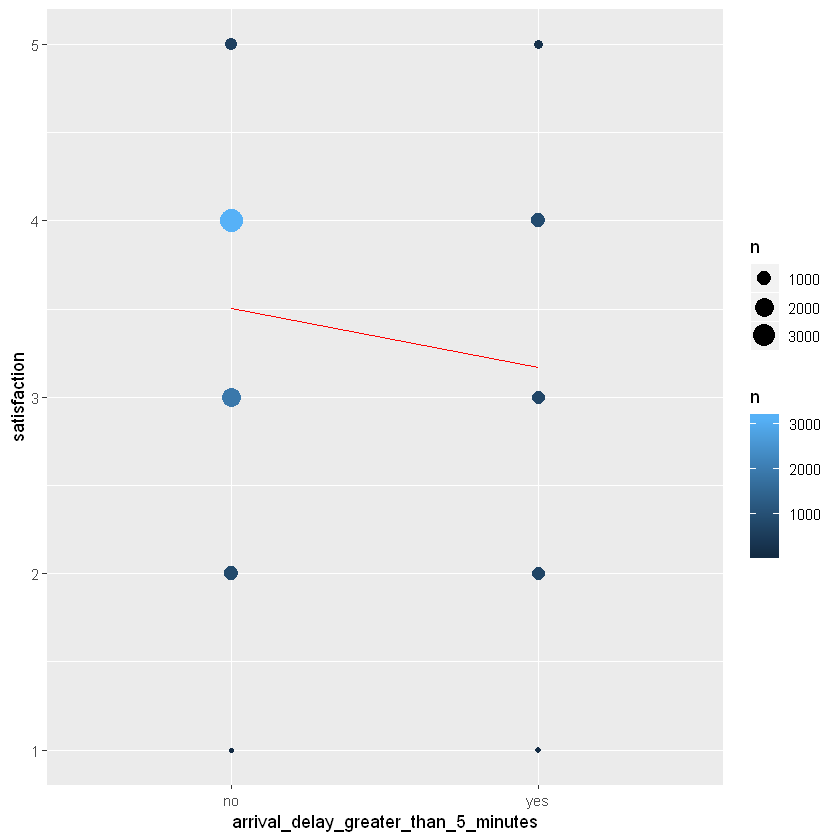 5
4
3
2
1
satisfaction
no
yes
arrival_delay_greater_than_5_minutes
n
1000
2000
3000
n
3000
2000
1000